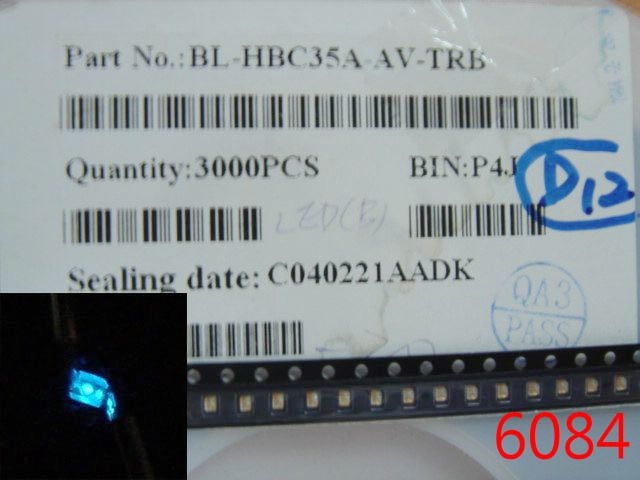 Part No.:BL-HBC35A-AV-TRB
Quantity:3000PCS
BIN:P4J
D12
LED(B)
Sealing date: C040221AADK
QA3
PASS
6084